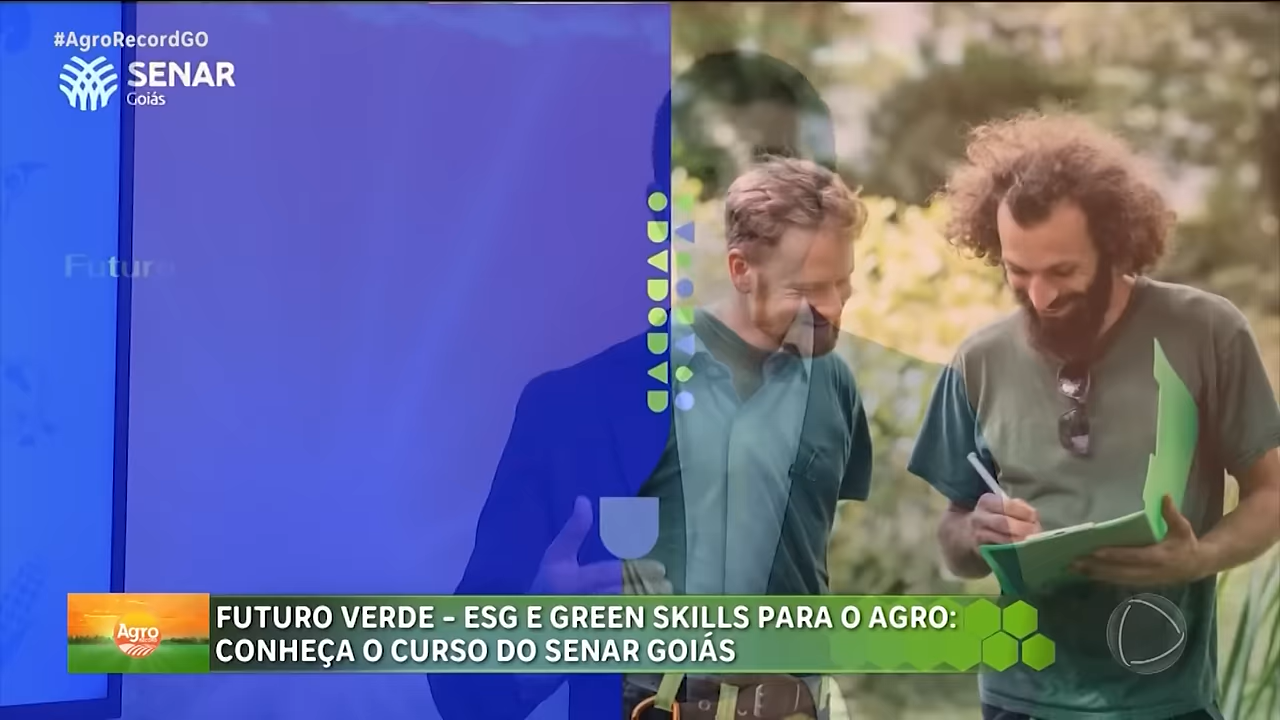 #AgroRecordGO
SENAR
Goiás
Futuro
Agro
FUTURO VERDE – ESG E GREEN SKILLS PARA O AGRO:
CONHEÇA O CURSO DO SENAR GOIÁS